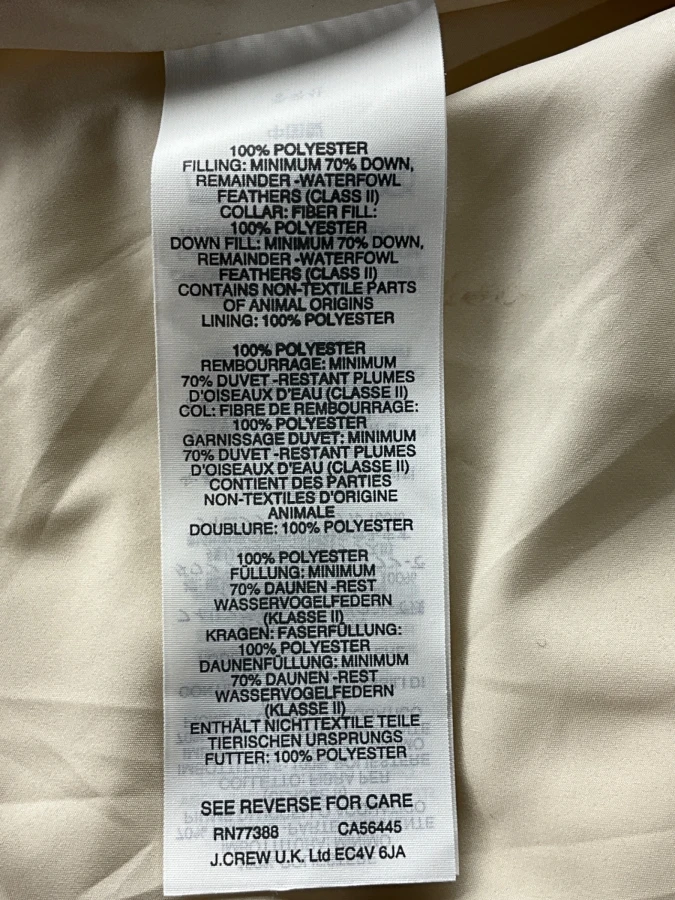 100% POLYESTER
FILLING: MINIMUM 70% DOWN,
REMAINDER -WATERFOWL
FEATHERS (CLASS II)
COLLAR: FIBER FILL:
100% POLYESTER
DOWN FILL: MINIMUM 70% DOWN,
REMAINDER -WATERFOWL
FEATHERS (CLASS II)
CONTAINS NON-TEXTILE PARTS
OF ANIMAL ORIGINS
LINING: 100% POLYESTER
100% POLYESTER
REMBOURRAGE: MINIMUM
70% DUVET -RESTANT PLUMES
D'OISEAUX D'EAU (CLASSE II)
COL: FIBRE DE REMBOURRAGE:
100% POLYESTER
GARNISSAGE DUVET: MINIMUM
70% DUVET -RESTANT PLUMES
D'OISEAUX D'EAU (CLASSE II)
CONTIENT DES PARTIES
NON-TEXTILES D'ORIGINE
ANIMALE
DOUBLURE: 100% POLYESTER
100% POLYESTER
FÜLLUNG: MINIMUM
70% DAUNEN -REST
WASSERVOGELFEDERN
(KLASSE II)
KRAGEN: FASERFÜLLUNG:
100% POLYESTER
DAUNENFÜLLUNG: MINIMUM
70% DAUNEN -REST
WASSERVOGELFEDERN
(KLASSE II)
ENTHÄLT NICHTTEXTILE TEILE
TIERISCHEN URSPRUNGS
FUTTER: 100% POLYESTER
SEE REVERSE FOR CARE
RN77388 CA56445
J.CREW U.K. Ltd EC4V 6JA